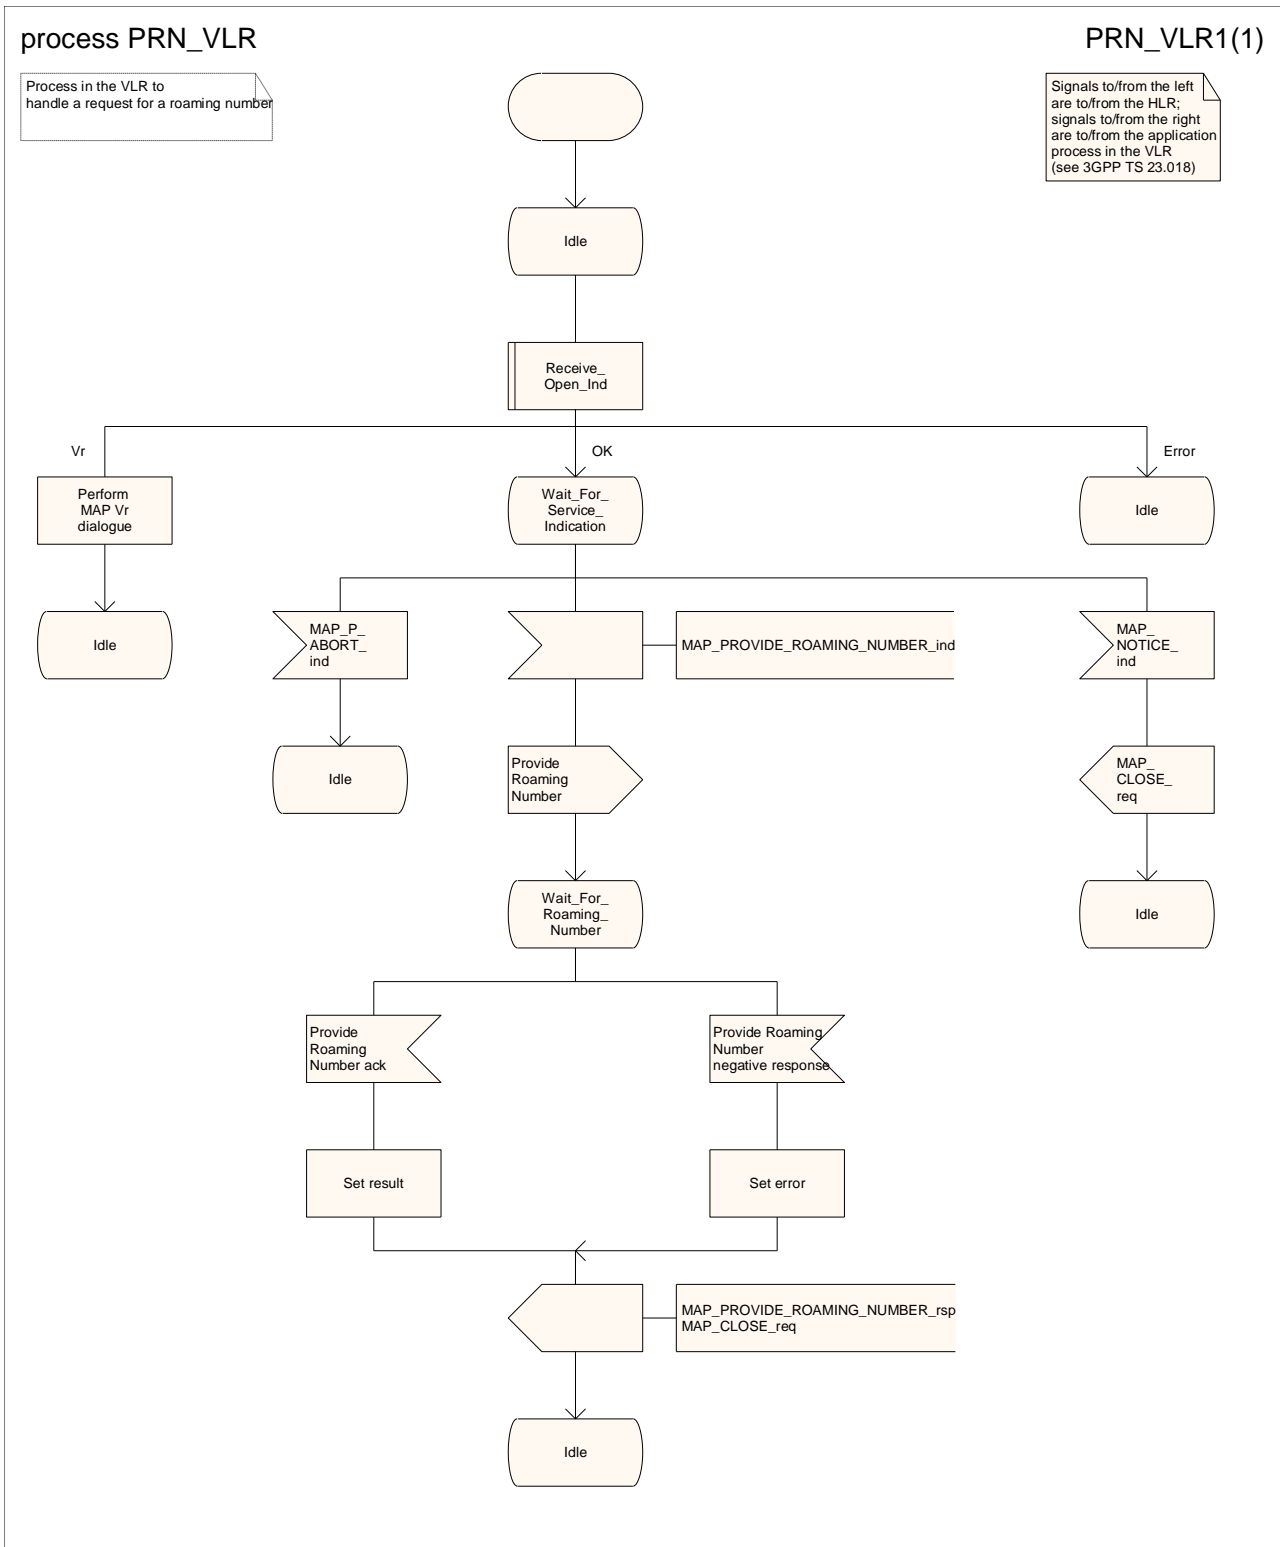 process PRN_VLR
PRN_VLR1(1)
Process in the VLR to
handle a request for a roaming number
Signals to/from the left
are to/from the HLR;
signals to/from the right
are to/from the application
process in the VLR
(see 3GPP TS 23.018)
Idle
Receive_
Open_Ind
Vr
OK
Error
Perform
MAP Vr
dialogue
Wait_For_
Service_
Indication
Idle
Idle
MAP_P_
ABORT_
ind
MAP_PROVIDE_ROAMING_NUMBER_ind
MAP_
NOTICE_
ind
Idle
Provide
Roaming
Number
MAP_
CLOSE_
req
Wait_For_
Roaming_
Number
Idle
Provide
Roaming
Number ack
Provide Roaming
Number
negative response
Set result
Set error
MAP_PROVIDE_ROAMING_NUMBER_rsp
MAP_CLOSE_req
Idle